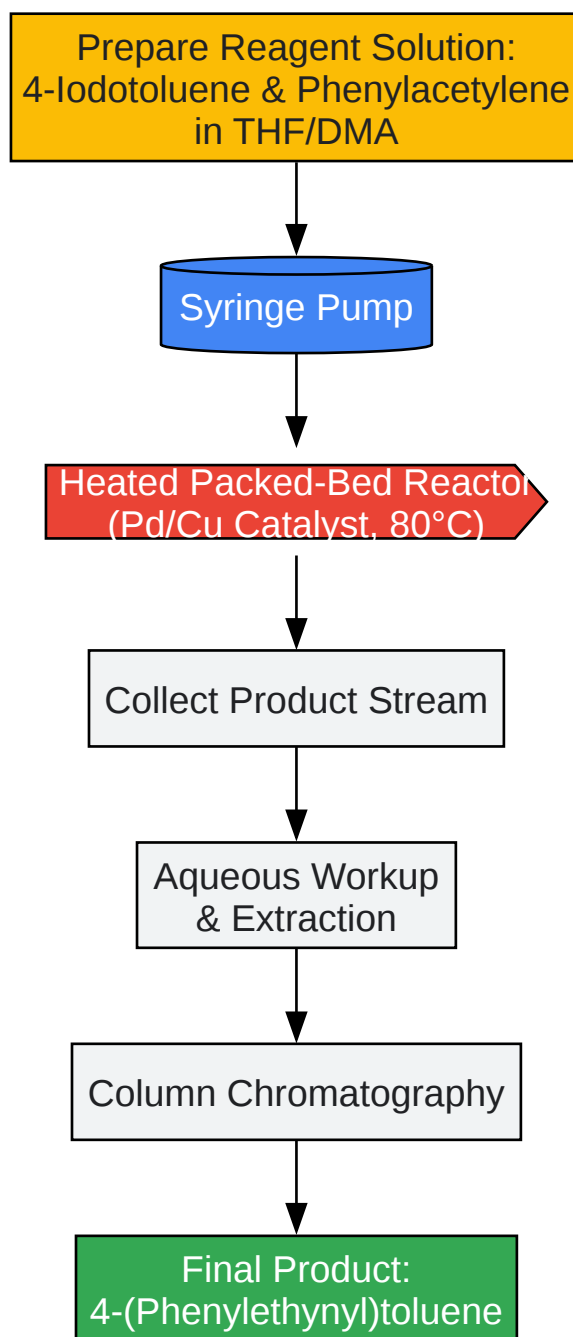 Prepare Reagent Solution:
4-Iodotoluene & Phenylacetylene
in THF/DMA
Syringe Pump
Heated Packed-Bed Reactor
(Pd/Cu Catalyst, 80°C)
Collect Product Stream
Aqueous Workup
& Extraction
Column Chromatography
Final Product:
4-(Phenylethynyl)toluene